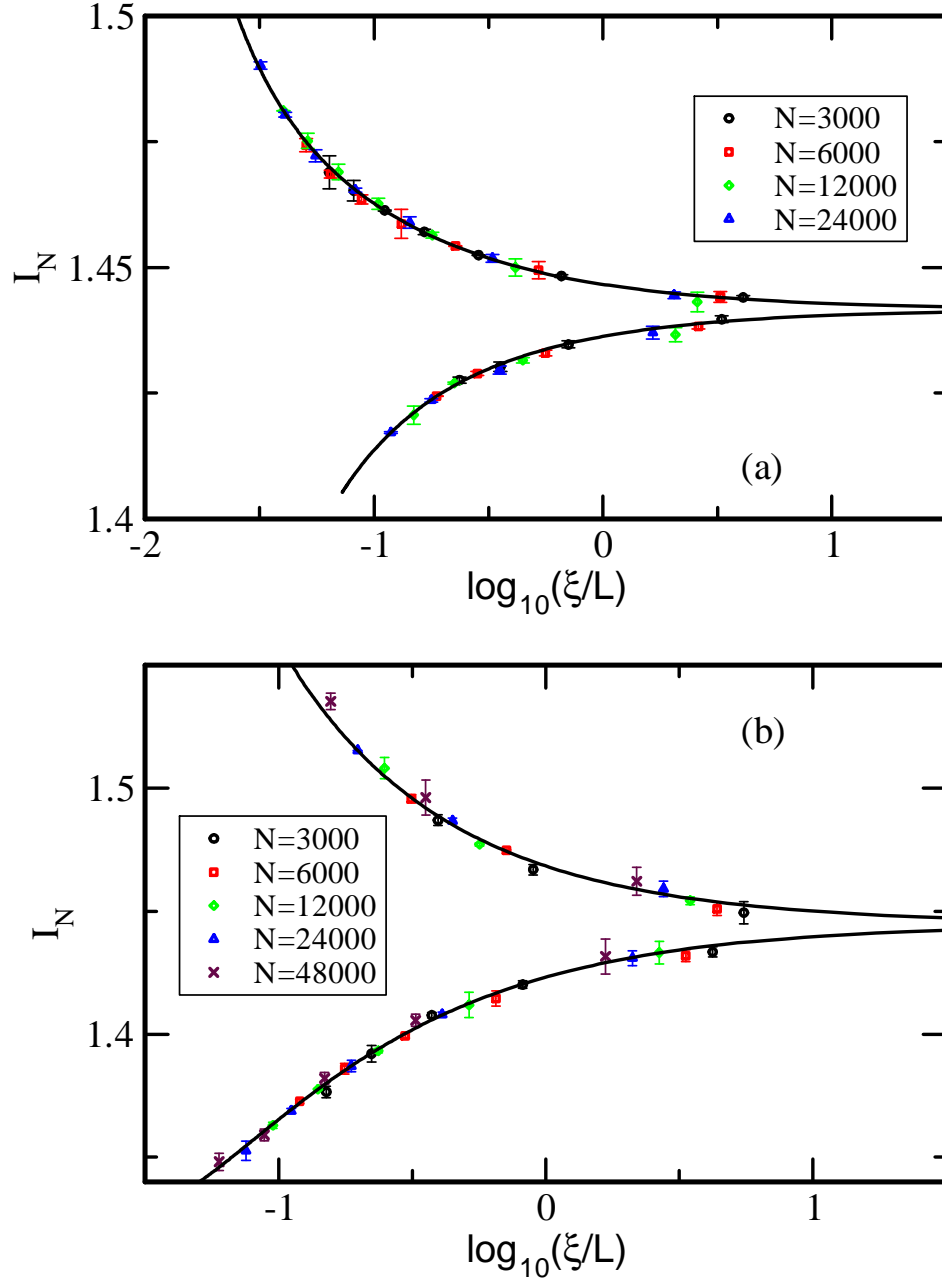 1.5
N=3000
N=6000
N=12000
N=24000
I_N
1.45
(a)
1.4
-2
-1
0
1
log₁₀(ξ/L)
(b)
1.5
N=3000
N=6000
N=12000
N=24000
N=48000
I_N
1.4
-1
0
1
log₁₀(ξ/L)